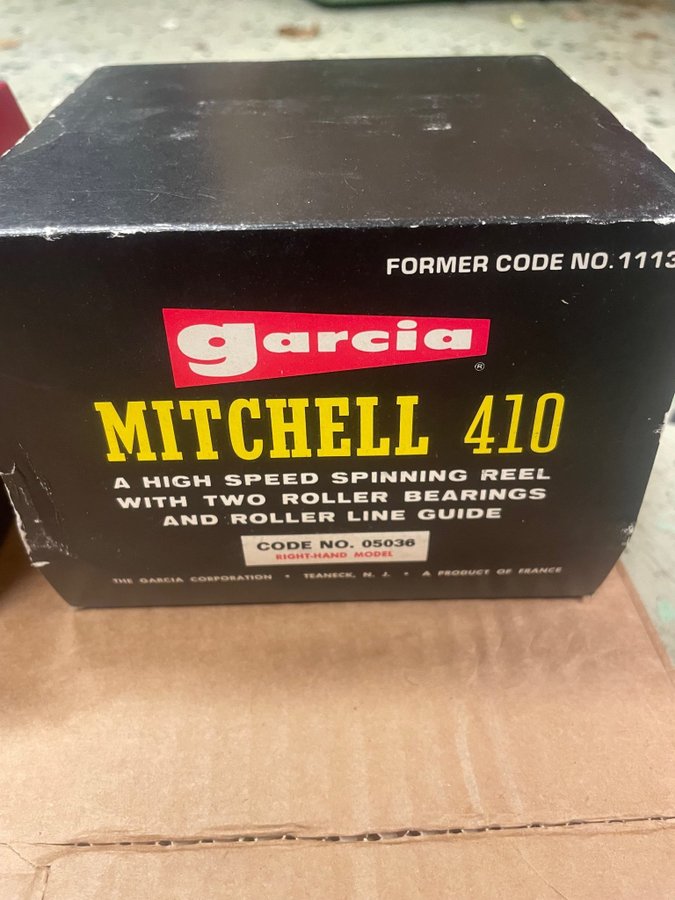 FORMER CODE NO. 1113
garcia
®
MITCHELL 410
A HIGH SPEED SPINNING REEL
WITH TWO ROLLER BEARINGS
AND ROLLER LINE GUIDE
CODE NO. 05036
RIGHT-HAND MODEL
THE GARCIA CORPORATION • TEANECK, N. J. • A PRODUCT OF FRANCE